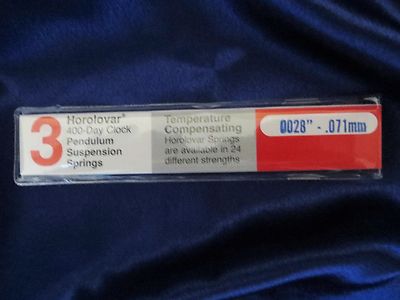 3
Horolovar®
400-Day Clock
Pendulum
Suspension
Springs
Temperature
Compensating
Horolovar Springs
are available in 24
different strengths
0028" - .071mm